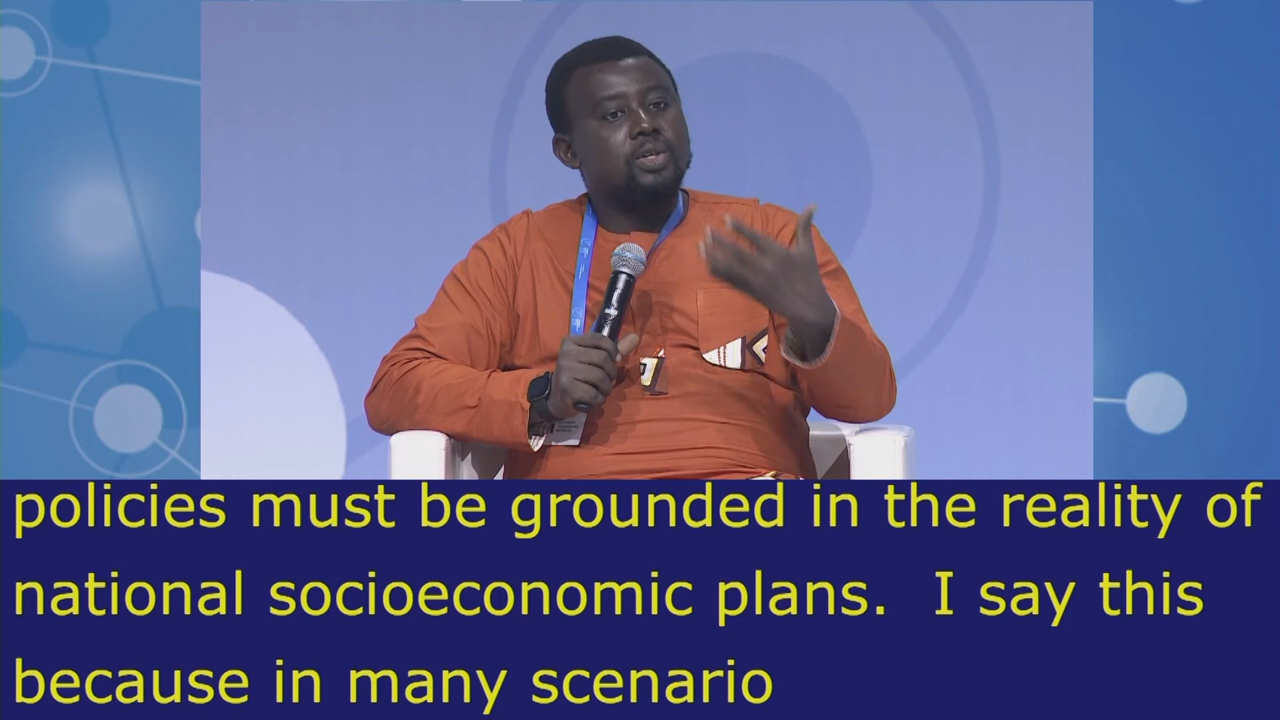 policies must be grounded in the reality of
national socioeconomic plans.  I say this
because in many scenario